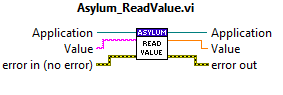 Asylum_ReadValue.vi
Application
ASYLUM
Application
Value
READ
VALUE
Value
error in (no error)
error out